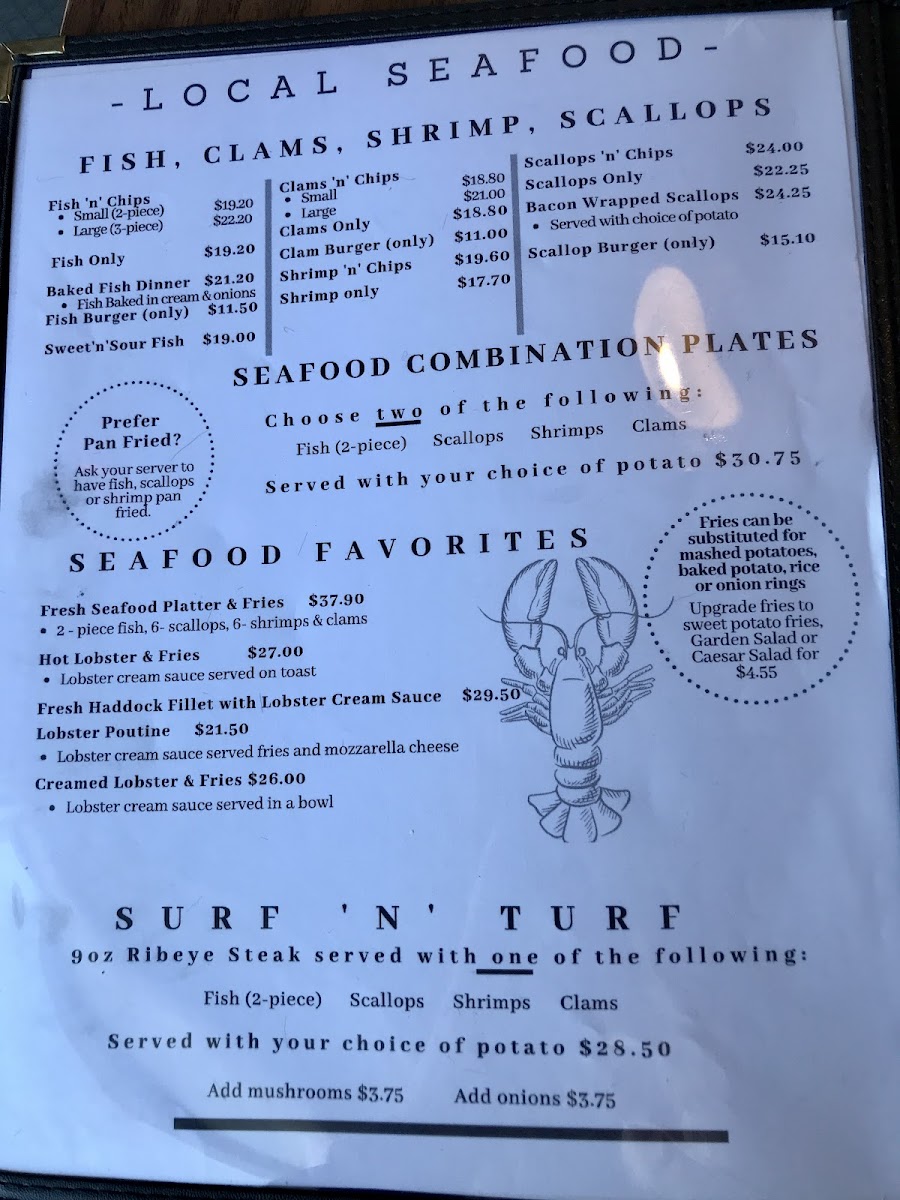 - LOCAL SEAFOOD -
FISH, CLAMS, SHRIMP, SCALLOPS
Fish 'n' Chips
• Small (2-piece) $19.20
• Large (3-piece) $22.20
Fish Only $19.20
Baked Fish Dinner $21.20
• Fish Baked in cream & onions
Fish Burger (only) $11.50
Sweet'n'Sour Fish $19.00
Clams 'n' Chips
• Small $18.80
• Large $21.00
Clams Only $18.80
Clam Burger (only) $11.00
Shrimp 'n' Chips $19.60
Shrimp only $17.70
Scallops 'n' Chips $24.00
Scallops Only $22.25
Bacon Wrapped Scallops $24.25
• Served with choice of potato
Scallop Burger (only) $15.10
SEAFOOD COMBINATION PLATES
Choose two of the following:
Fish (2-piece) Scallops Shrimps Clams
Served with your choice of potato $30.75
Prefer
Pan Fried?
Ask your server to
have fish, scallops
or shrimp pan
fried.
SEAFOOD FAVORITES
Fresh Seafood Platter & Fries $37.90
• 2 - piece fish, 6- scallops, 6- shrimps & clams
Hot Lobster & Fries $27.00
• Lobster cream sauce served on toast
Fresh Haddock Fillet with Lobster Cream Sauce $29.50
Lobster Poutine $21.50
• Lobster cream sauce served fries and mozzarella cheese
Creamed Lobster & Fries $26.00
• Lobster cream sauce served in a bowl
Fries can be
substituted for
mashed potatoes,
baked potato, rice
or onion rings
Upgrade fries to
sweet potato fries,
Garden Salad or
Caesar Salad for
$4.55
SURF 'N' TURF
9oz Ribeye Steak served with one of the following:
Fish (2-piece) Scallops Shrimps Clams
Served with your choice of potato $28.50
Add mushrooms $3.75 Add onions $3.75